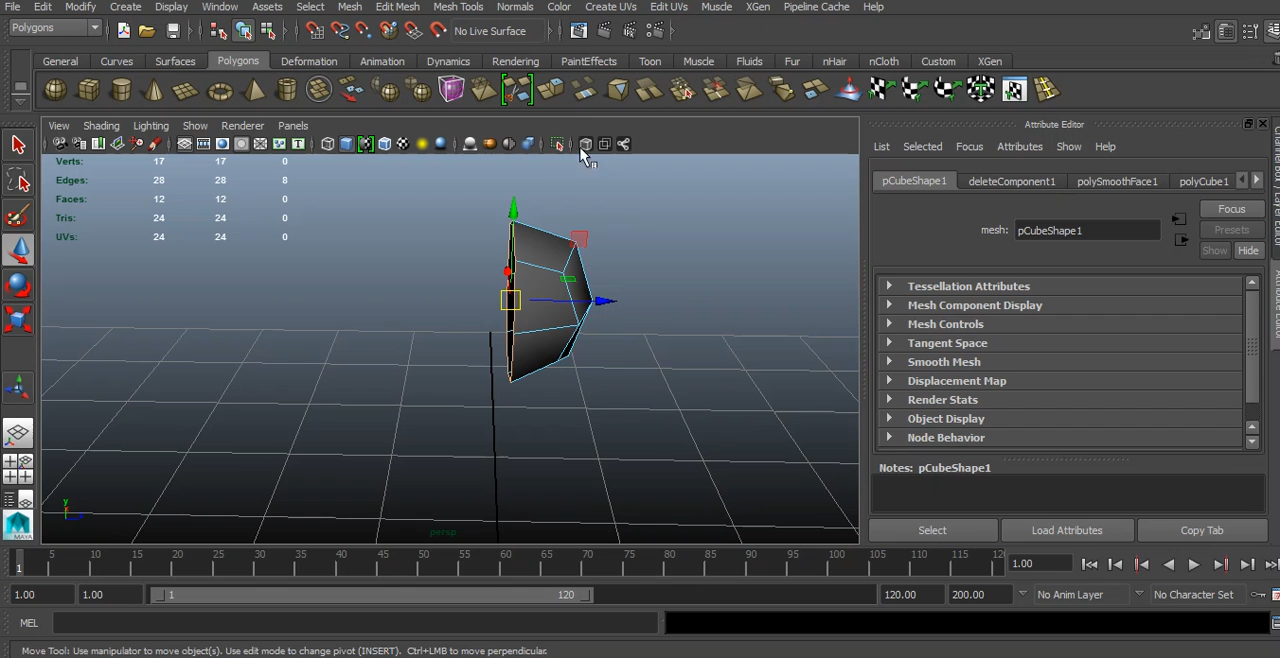 File Edit Modify Create Display Window Assets Select Mesh Edit Mesh Mesh Tools Normals Color Create UVs Edit UVs Muscle XGen Pipeline Cache Help
Polygons No Live Surface
General Curves Surfaces Polygons Deformation Animation Dynamics Rendering PaintEffects Toon Muscle Fluids Fur nHair nCloth Custom XGen
View Shading Lighting Show Renderer Panels
Attribute Editor
List Selected Focus Attributes Show Help
Verts: 17 17 0
Edges: 28 28 8
Faces: 12 12 0
Tris: 24 24 0
UVs: 24 24 0
pCubeShape1 deleteComponent1 polySmoothFace1 polyCube1
Focus
mesh: pCubeShape1
Presets
Show Hide
Tessellation Attributes
Mesh Component Display
Mesh Controls
Tangent Space
Smooth Mesh
Displacement Map
Render Stats
Object Display
Node Behavior
Notes: pCubeShape1
y
persp
MAYA
Select Load Attributes Copy Tab
1 5 10 15 20 25 30 35 40 45 50 55 60 65 70 75 80 85 90 95 100 105 110 115 1.00
1.00 1.00 1 120 120.00 200.00 No Anim Layer No Character Set
MEL
Move Tool: Use manipulator to move object(s). Use edit mode to change pivot (INSERT). Ctrl+LMB to move perpendicular.